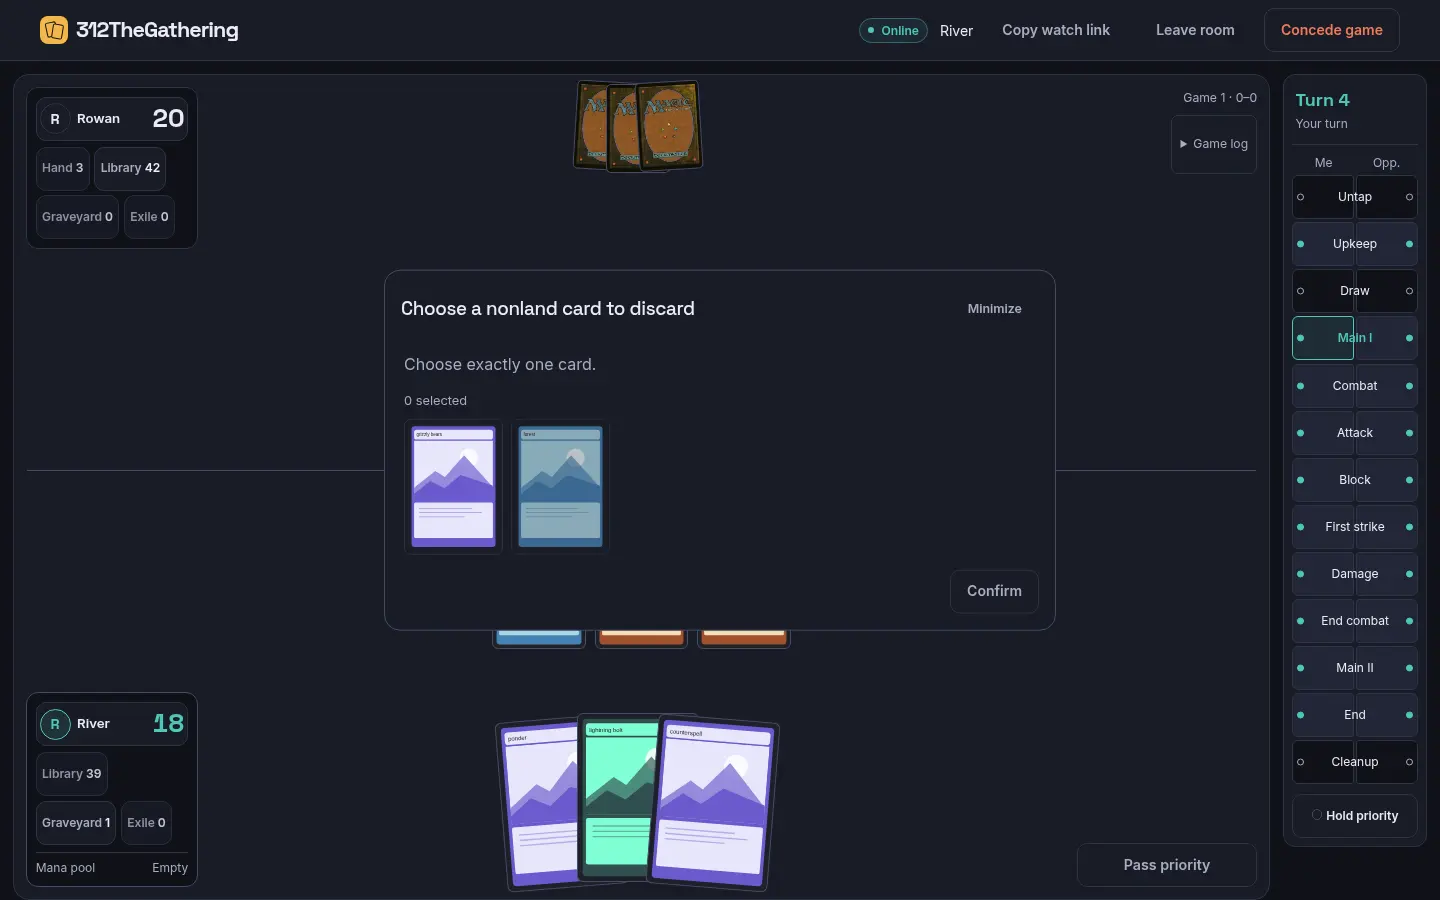 312TheGathering
Online
River
Copy watch link
Leave room
Concede game
R
Rowan
20
Hand 3
Library 42
Graveyard 0
Exile 0
Game 1 · 0–0
Game log
Choose a nonland card to discard
Minimize
Choose exactly one card.
0 selected
grizzly bears
forest
Confirm
R
River
18
Library 39
Graveyard 1
Exile 0
Mana pool
Empty
ponder
lightning bolt
counterspell
Pass priority
Turn 4
Your turn
Me
Opp.
Untap
Upkeep
Draw
Main I
Combat
Attack
Block
First strike
Damage
End combat
Main II
End
Cleanup
Hold priority